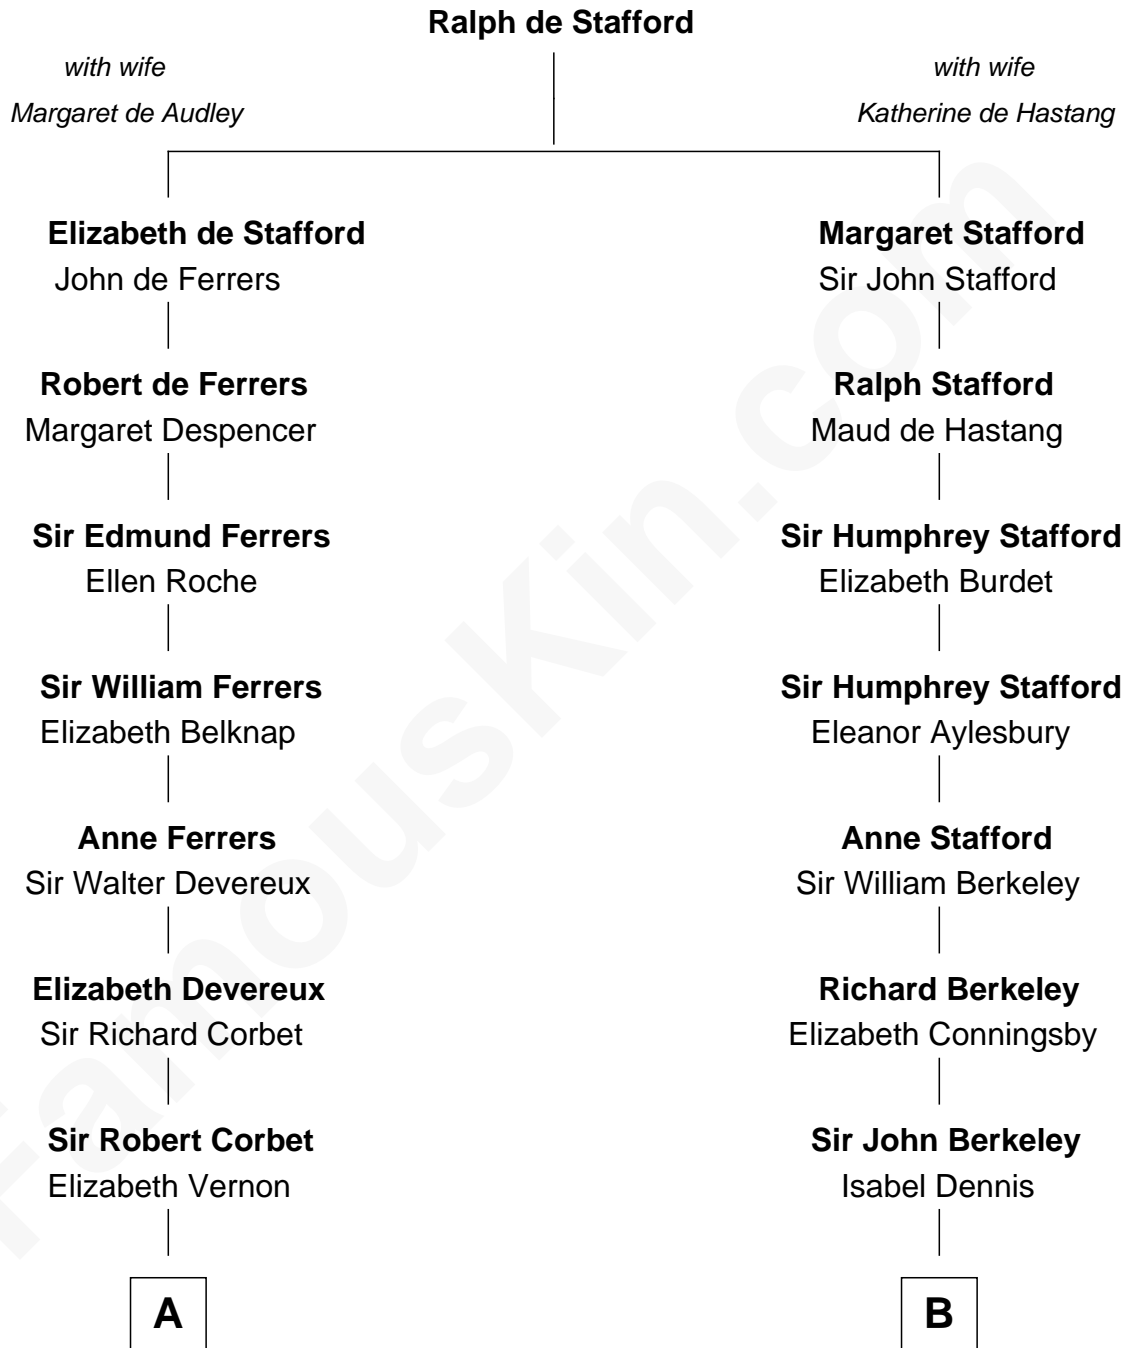 Ralph de Stafford
with wife
Margaret de Audley
with wife
Katherine de Hastang
Elizabeth de Stafford
John de Ferrers
Margaret Stafford
Sir John Stafford
Robert de Ferrers
Margaret Despencer
Ralph Stafford
Maud de Hastang
Sir Edmund Ferrers
Ellen Roche
Sir Humphrey Stafford
Elizabeth Burdet
Sir William Ferrers
Elizabeth Belknap
Sir Humphrey Stafford
Eleanor Aylesbury
Anne Ferrers
Sir Walter Devereux
Anne Stafford
Sir William Berkeley
Elizabeth Devereux
Sir Richard Corbet
Richard Berkeley
Elizabeth Conningsby
Sir Robert Corbet
Elizabeth Vernon
Sir John Berkeley
Isabel Dennis
A
B
FamousKin.com